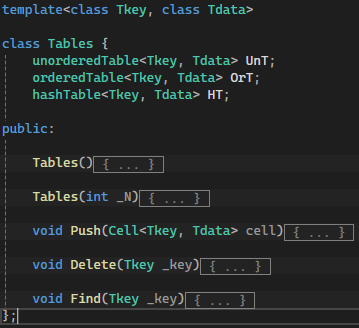 template<class Tkey, class Tdata>
class Tables {
unorderedTable<Tkey, Tdata> UnT;
orderedTable<Tkey, Tdata> OrT;
hashTable<Tkey, Tdata> HT;
public:
Tables(){ ... }
Tables(int _N){ ... }
void Push(Cell<Tkey, Tdata> cell){ ... }
void Delete(Tkey _key){ ... }
void Find(Tkey _key){ ... }
};